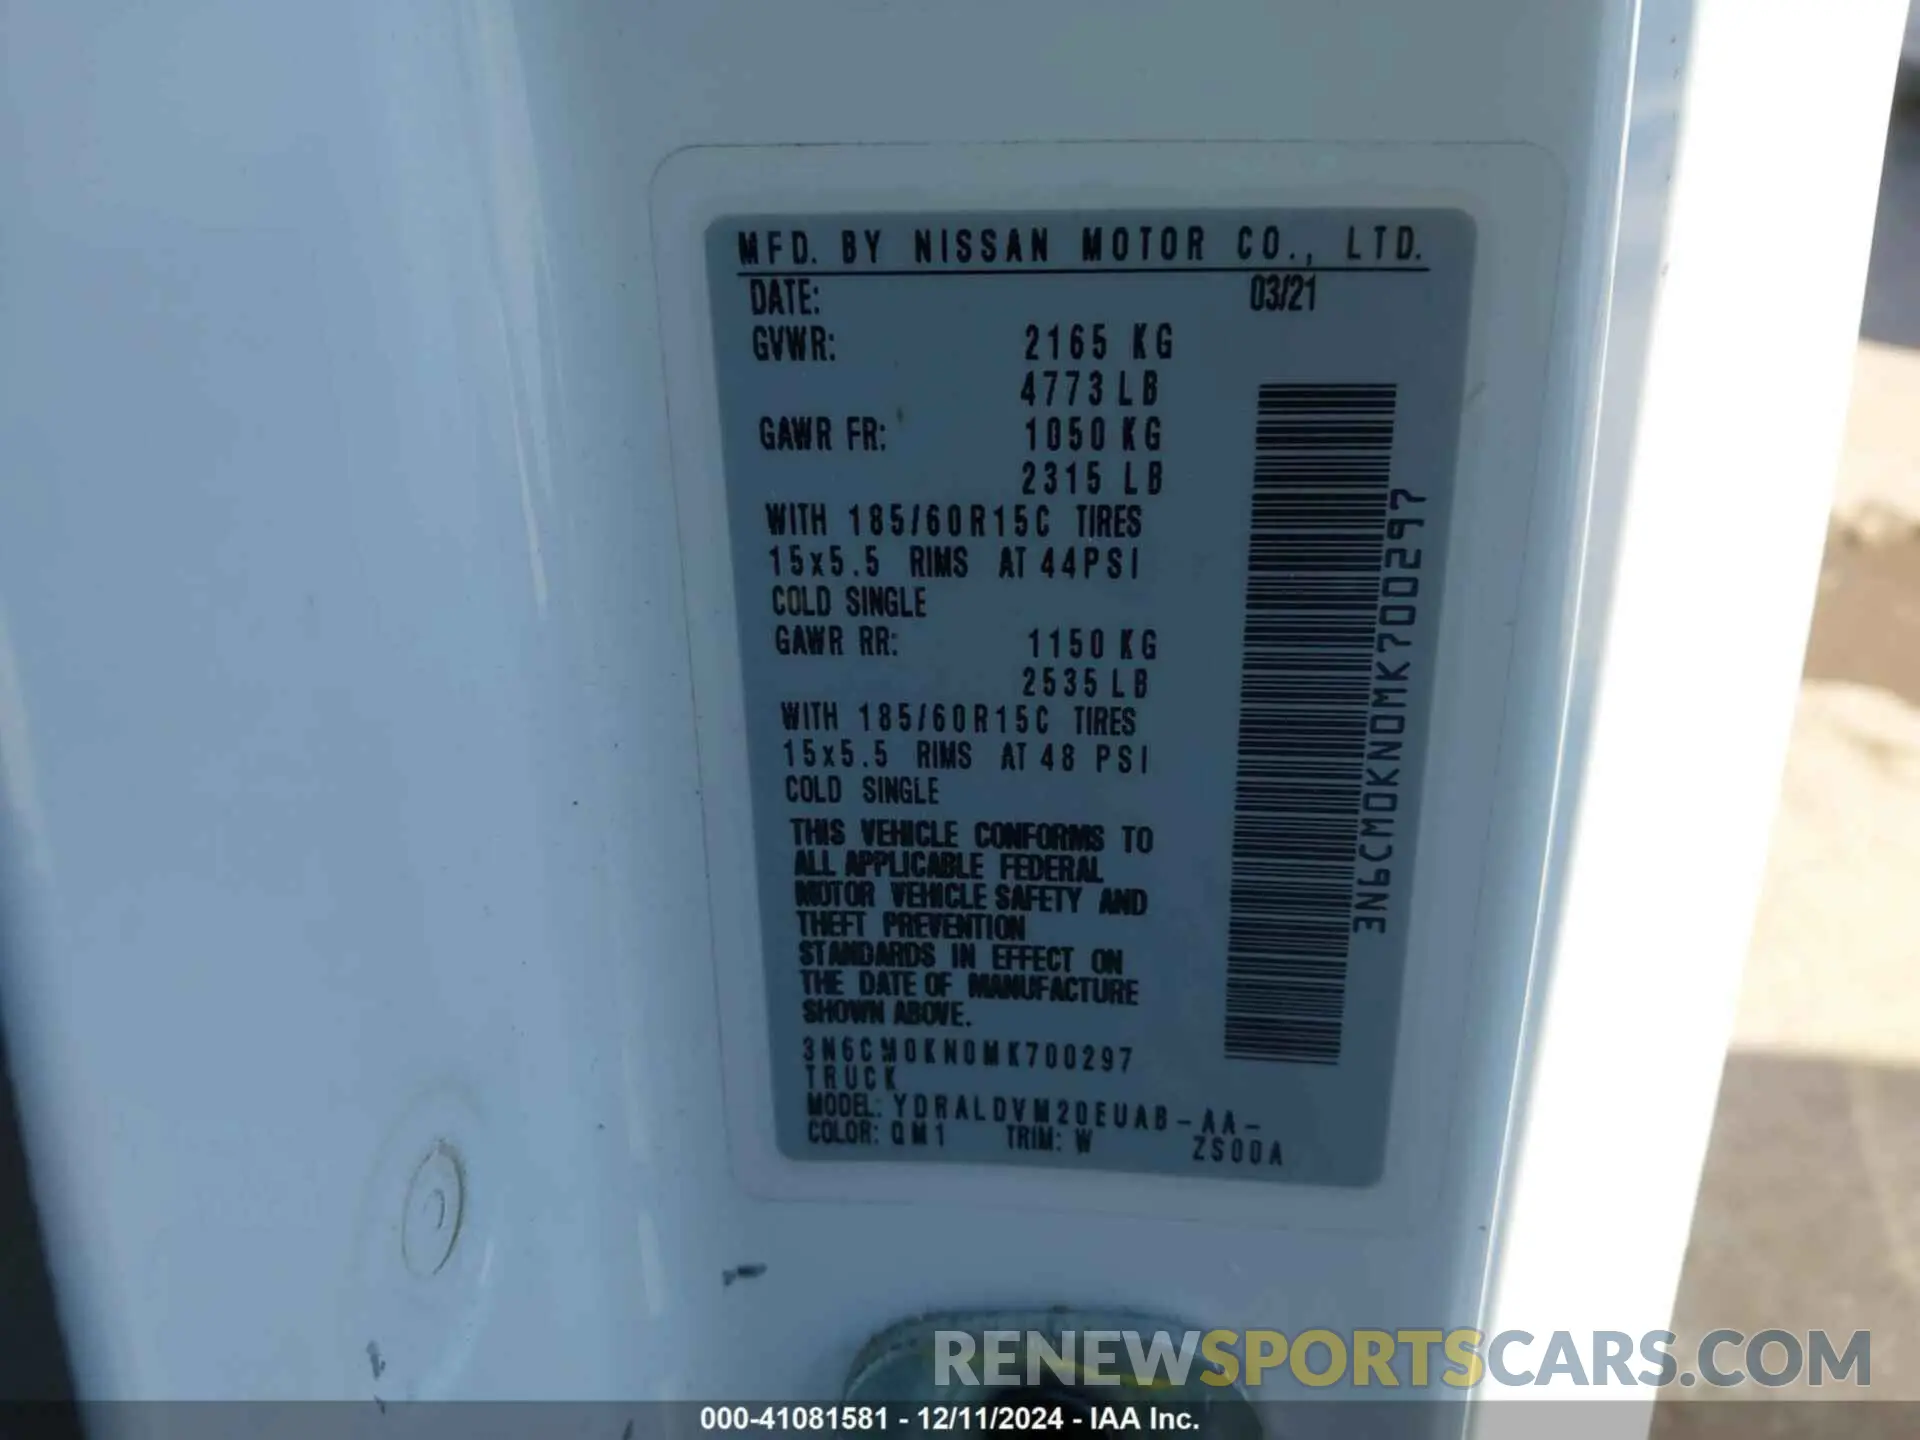 MFD. BY NISSAN MOTOR CO., LTD.
DATE: 03/21
GVWR: 2165 KG
4773 LB
GAWR FR: 1050 KG
2315 LB
WITH 185/60R15C TIRES
15x5.5 RIMS AT 44PSI
COLD SINGLE
GAWR RR: 1150 KG
2535 LB
WITH 185/60R15C TIRES
15x5.5 RIMS AT 48 PSI
COLD SINGLE
THIS VEHICLE CONFORMS TO
ALL APPLICABLE FEDERAL
MOTOR VEHICLE SAFETY AND
THEFT PREVENTION
STANDARDS IN EFFECT ON
THE DATE OF MANUFACTURE
SHOWN ABOVE.
3N6CM0KN0MK700297
TRUCK
MODEL: YDRALDVM20EUAB-AA-
COLOR: QM1 TRIM: W ZS00A
3N6CM0KN0MK700297
RENEWSPORTSCARS.COM
000-41081581 - 12/11/2024 - IAA Inc.